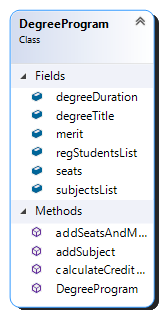 DegreeProgram
Class
Fields
degreeDuration
degreeTitle
merit
regStudentsList
seats
subjectsList
Methods
addSeatsAndM...
addSubject
calculateCredit...
DegreeProgram